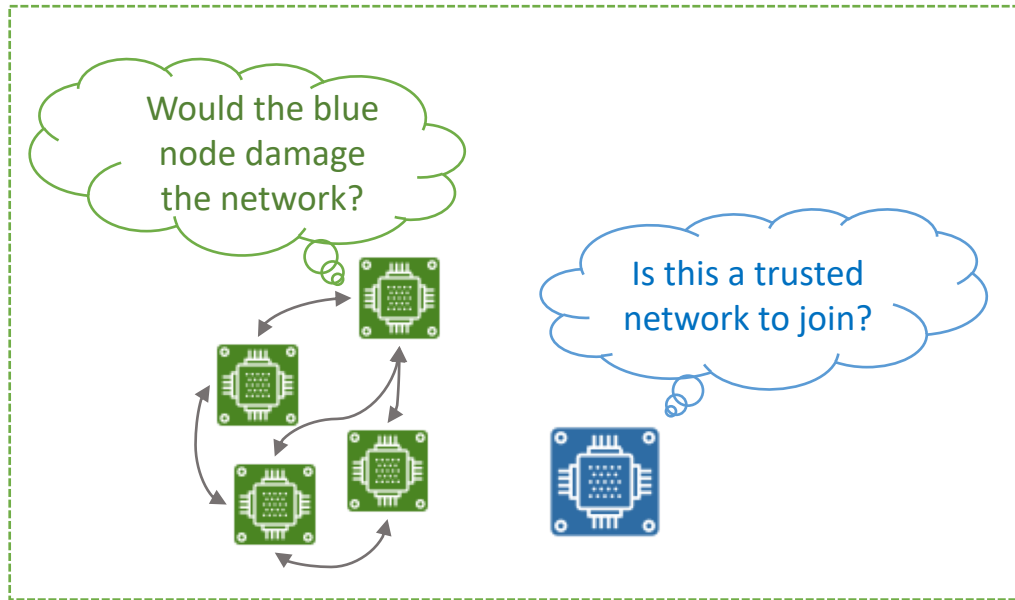 Would the blue
node damage
the network?
Is this a trusted
network to join?